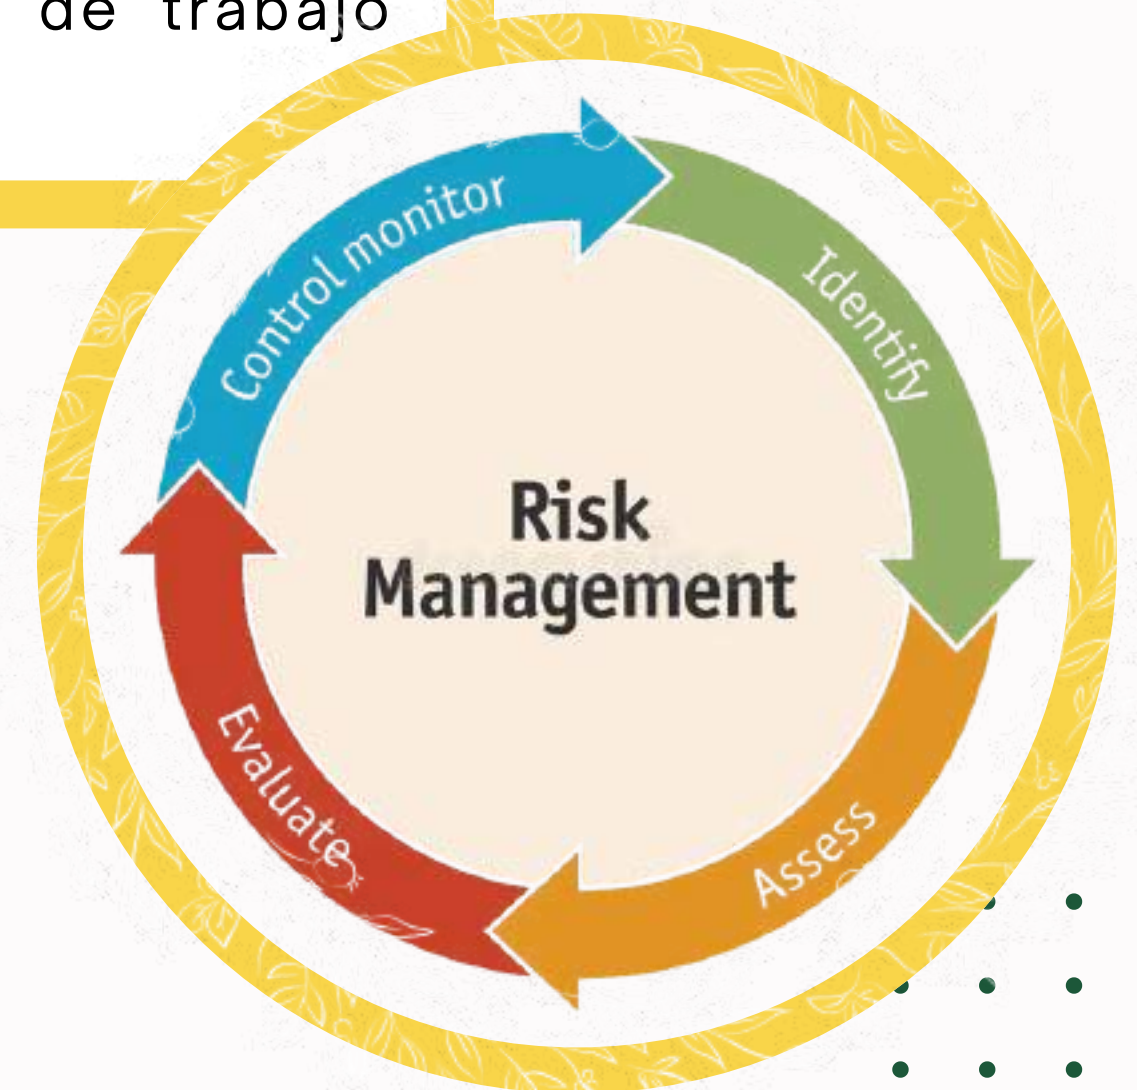 de trabajo
Control monitor
Identify
Risk
Management
Evaluate
Assess